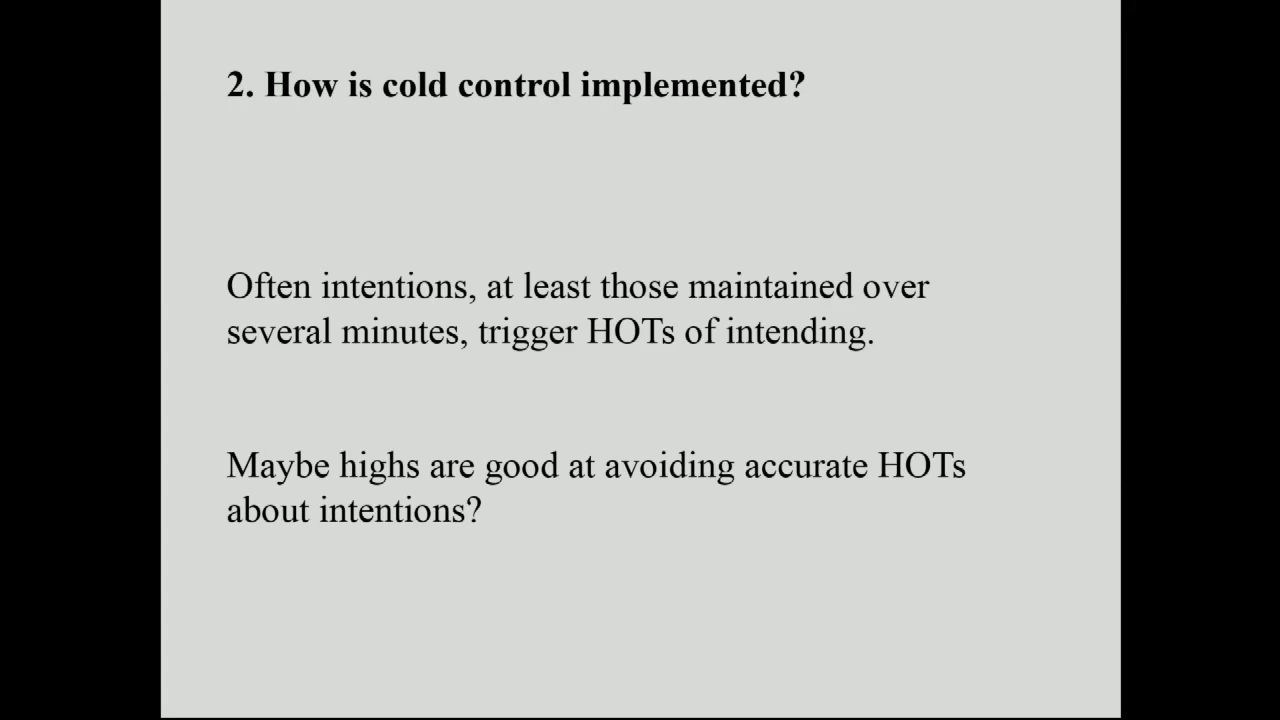 2. How is cold control implemented?
Often intentions, at least those maintained over
several minutes, trigger HOTs of intending.
Maybe highs are good at avoiding accurate HOTs
about intentions?